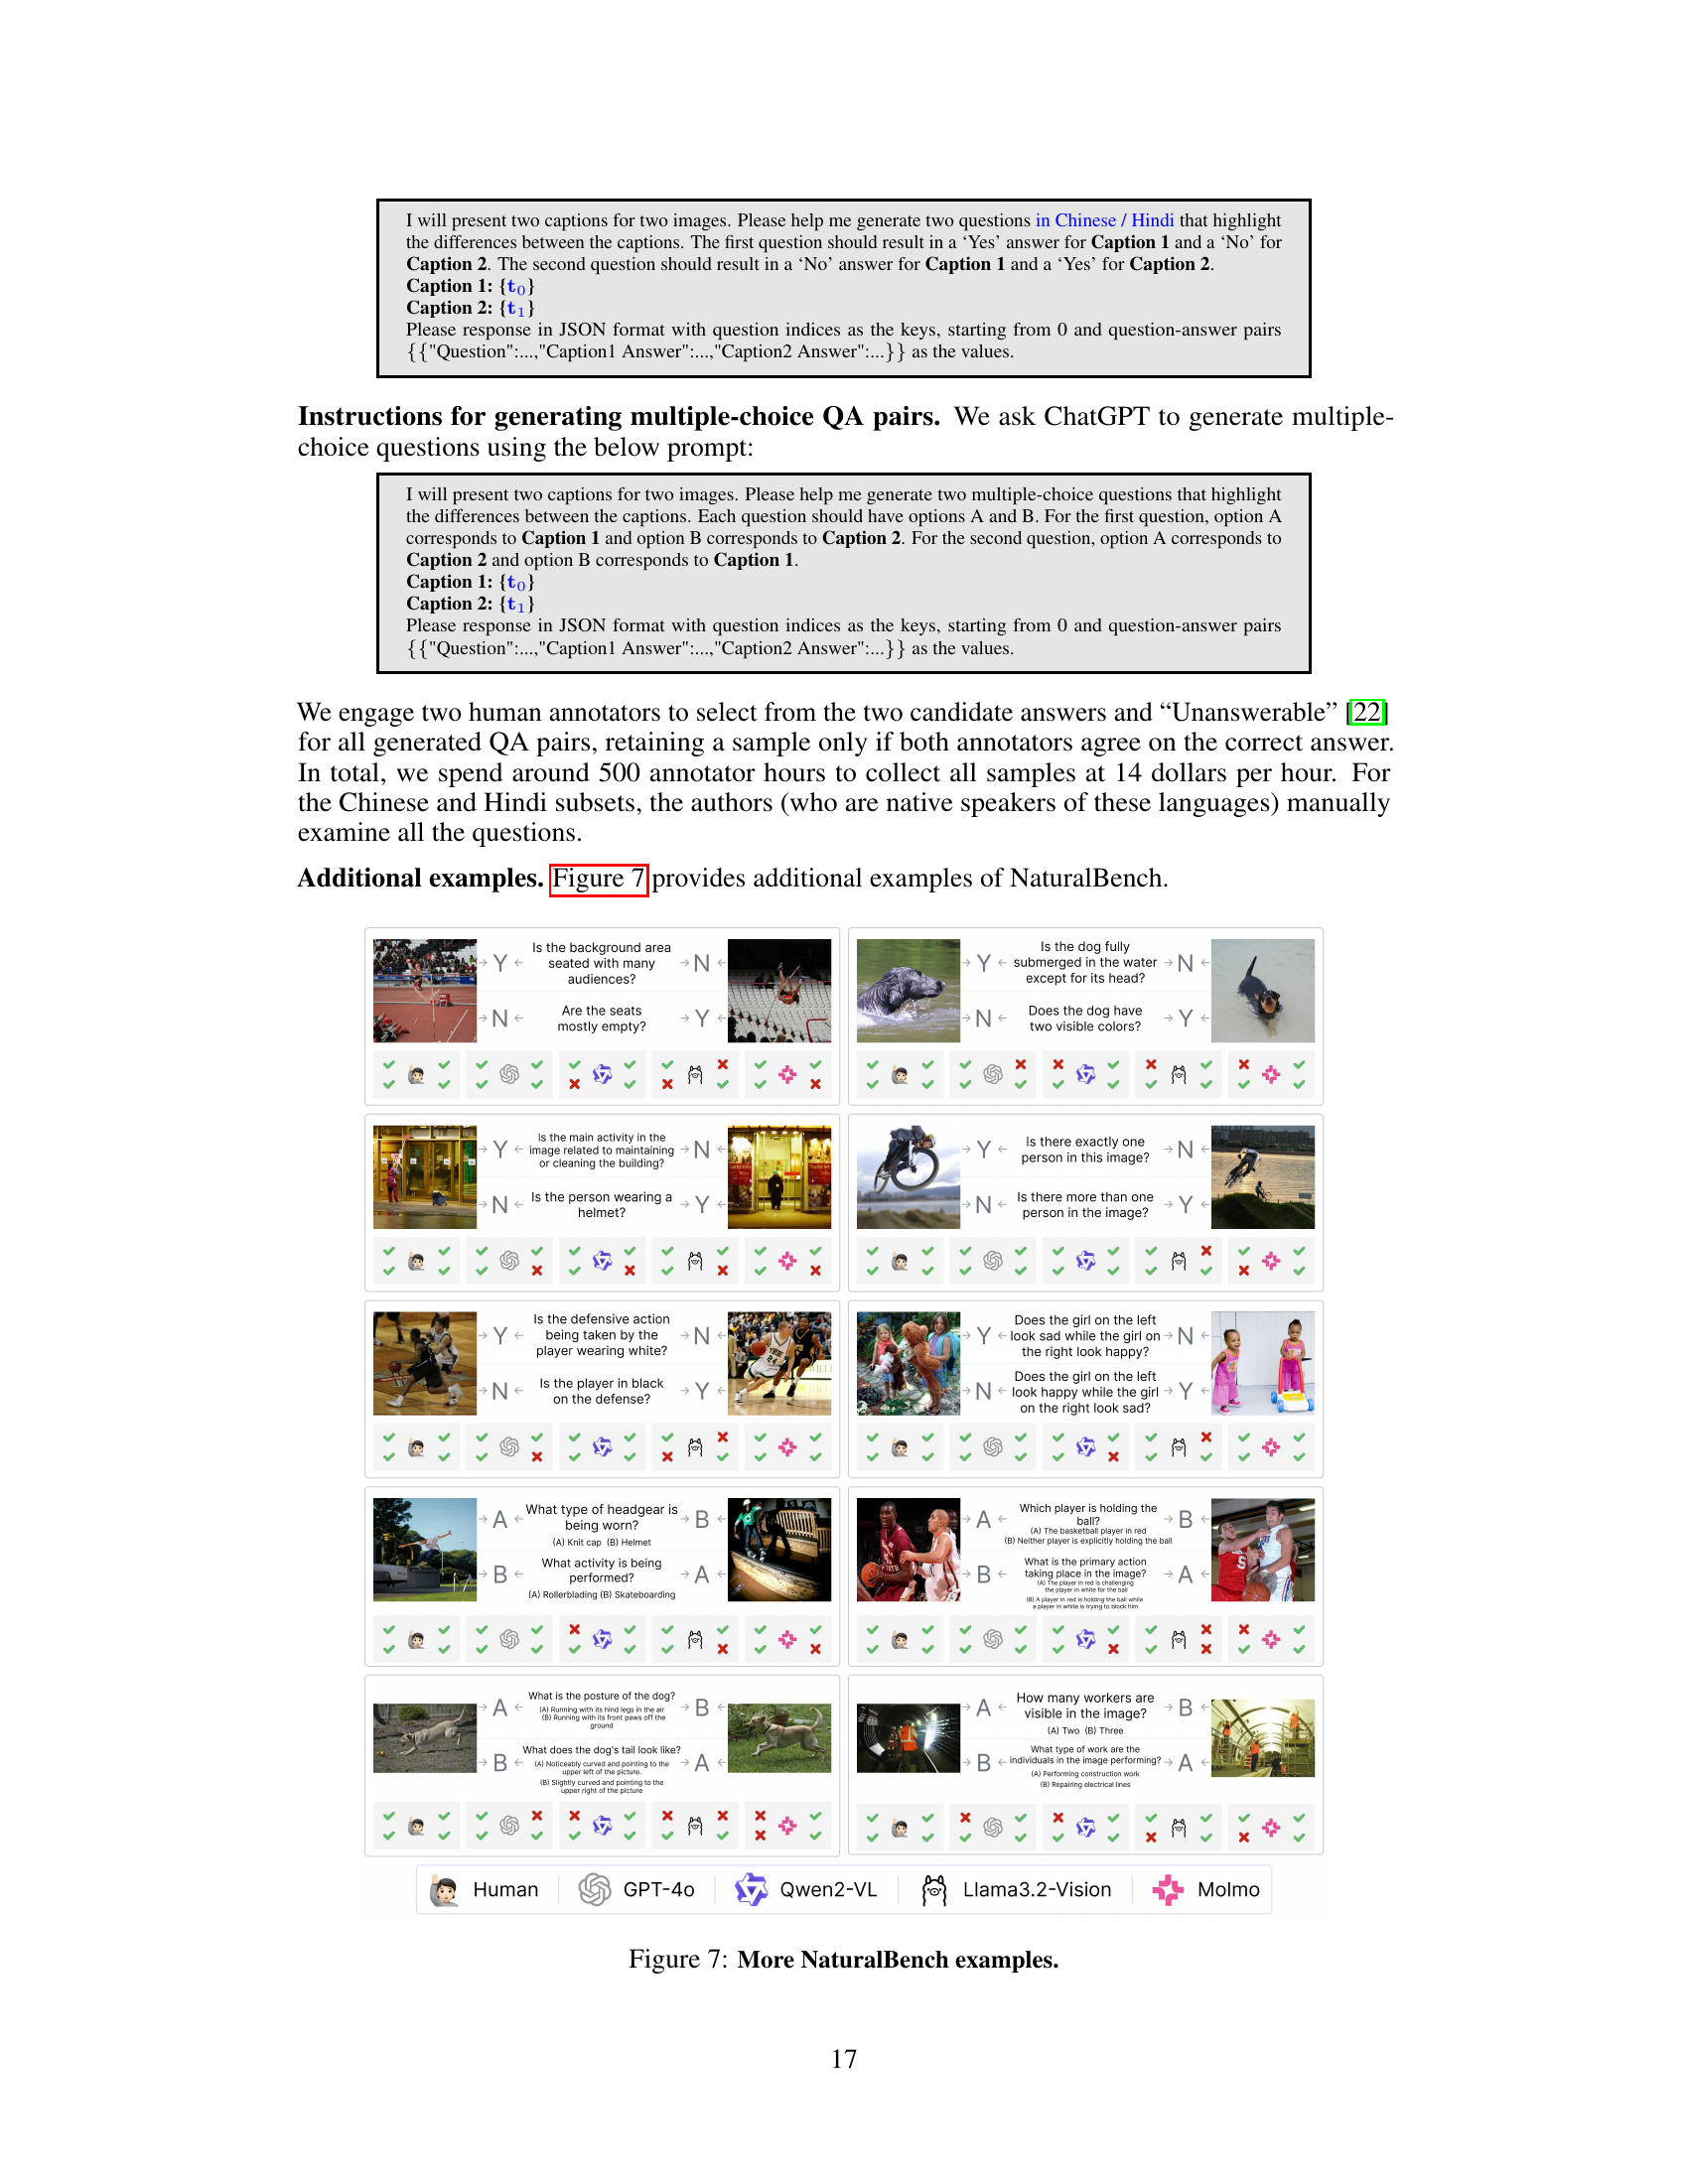 I will present two captions for two images. Please help me generate two questions in Chinese / Hindi that highlight
the differences between the captions. The first question should result in a ‘Yes’ answer for Caption 1 and a ‘No’ for
Caption 2. The second question should result in a ‘No’ answer for Caption 1 and a ‘Yes’ for Caption 2.
Caption 1: {t0}
Caption 2: {t1}
Please response in JSON format with question indices as the keys, starting from 0 and question-answer pairs
{{"Question":...,"Caption1 Answer":...,"Caption2 Answer":...}} as the values.
Instructions for generating multiple-choice QA pairs. We ask ChatGPT to generate multiple-
choice questions using the below prompt:
I will present two captions for two images. Please help me generate two multiple-choice questions that highlight
the differences between the captions. Each question should have options A and B. For the first question, option A
corresponds to Caption 1 and option B corresponds to Caption 2. For the second question, option A corresponds to
Caption 2 and option B corresponds to Caption 1.
Caption 1: {t0}
Caption 2: {t1}
Please response in JSON format with question indices as the keys, starting from 0 and question-answer pairs
{{"Question":...,"Caption1 Answer":...,"Caption2 Answer":...}} as the values.
We engage two human annotators to select from the two candidate answers and “Unanswerable” [22]
for all generated QA pairs, retaining a sample only if both annotators agree on the correct answer.
In total, we spend around 500 annotator hours to collect all samples at 14 dollars per hour. For
the Chinese and Hindi subsets, the authors (who are native speakers of these languages) manually
examine all the questions.
Additional examples. Figure 7 provides additional examples of NaturalBench.
Y
Is the background area
seated with many
audiences?
N
N
Are the seats
mostly empty?
Y
Y
Is the dog fully
submerged in the water
except for its head?
N
N
Does the dog have
two visible colors?
Y
Y
Is the main activity in the
image related to maintaining
or cleaning the building?
N
N
Is the person wearing a
helmet?
Y
Y
Is there exactly one
person in this image?
N
N
Is there more than one
person in the image?
Y
Y
Is the defensive action
being taken by the
player wearing white?
N
N
Is the player in black
on the defense?
Y
Y
Does the girl on the left
look sad while the girl on
the right look happy?
N
N
Does the girl on the left
look happy while the girl
on the right look sad?
Y
A
What type of headgear is
being worn?
(A) Knit cap (B) Helmet
B
B
What activity is being
performed?
(A) Rollerblading (B) Skateboarding
A
A
Which player is holding the
ball?
(A) The basketball player in red
(B) Neither player is explicitly holding the ball
B
B
What is the primary action
taking place in the image?
(A) The player in red is challenging
the player in white for the ball
(B) A player in red is holding the ball while
a player in white is trying to block him
A
A
What is the posture of the dog?
(A) Running with its hind legs in the air
(B) Running with its front paws off the
ground
B
B
What does the dog's tail look like?
(A) Noticeably curved and pointing to the
upper left of the picture.
(B) Slightly curved and pointing to the
upper right of the picture
A
A
How many workers are
visible in the image?
(A) Two (B) Three
B
B
What type of work are the
individuals in the image performing?
(A) Performing construction work
(B) Repairing electrical lines
A
Human
GPT-4o
Qwen2-VL
Llama3.2-Vision
Molmo
Figure 7: More NaturalBench examples.
17